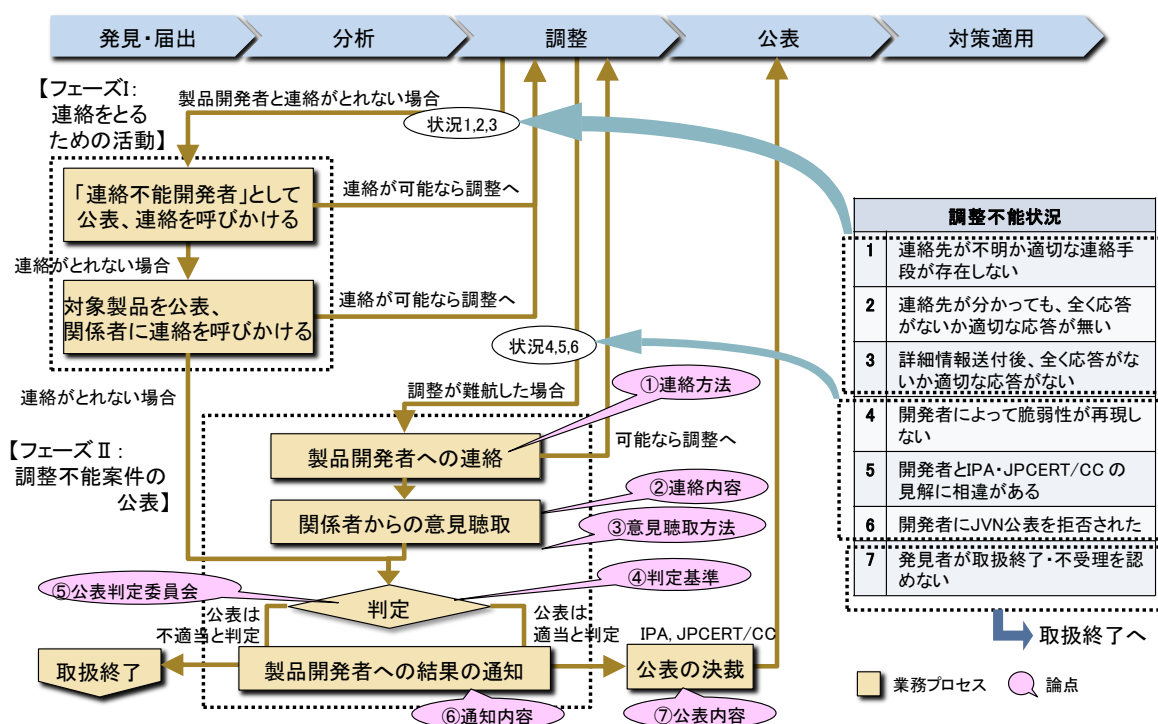 発見・届出
分析
調整
公表
対策適用
【フェーズI:
連絡をとる
ための活動】
製品開発者と連絡がとれない場合
状況1,2,3
「連絡不能開発者」として
公表、連絡を呼びかける
連絡が可能なら調整へ
連絡がとれない場合
対象製品を公表、
関係者に連絡を呼びかける
連絡が可能なら調整へ
連絡がとれない場合
状況4,5,6
調整が難航した場合
①連絡方法
【フェーズⅡ:
調整不能案件の
公表】
製品開発者への連絡
可能なら調整へ
②連絡内容
関係者からの意見聴取
③意見聴取方法
④判定基準
⑤公表判定委員会
判定
公表は
不適当と判定
公表は
適当と判定
IPA, JPCERT/CC
取扱終了
製品開発者への結果の通知
公表の決裁
⑥通知内容
⑦公表内容
調整不能状況
1 連絡先が不明か適切な連絡手
段が存在しない
2 連絡先が分かっても、全く応答
がないか適切な応答が無い
3 詳細情報送付後、全く応答がな
いか適切な応答がない
4 開発者によって脆弱性が再現し
ない
5 開発者とIPA・JPCERT/CC の
見解に相違がある
6 開発者にJVN公表を拒否された
7 発見者が取扱終了・不受理を認
めない
取扱終了へ
業務プロセス
論点